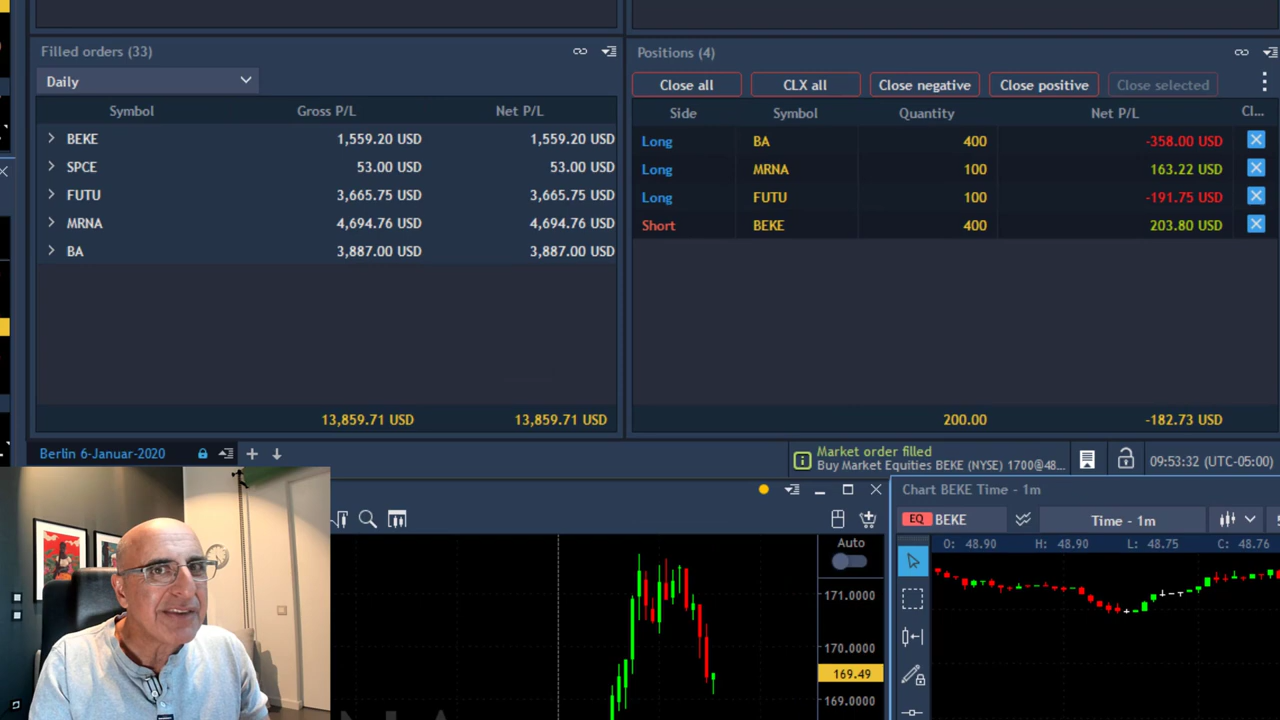 Filled orders (33)
Daily
Symbol Gross P/L Net P/L
BEKE 1,559.20 USD 1,559.20 USD
SPCE 53.00 USD 53.00 USD
FUTU 3,665.75 USD 3,665.75 USD
MRNA 4,694.76 USD 4,694.76 USD
BA 3,887.00 USD 3,887.00 USD
13,859.71 USD 13,859.71 USD
Positions (4)
Close all CLX all Close negative Close positive Close selected
Side Symbol Quantity Net P/L Cl...
Long BA 400 -358.00 USD
Long MRNA 100 163.22 USD
Long FUTU 100 -191.75 USD
Short BEKE 400 203.80 USD
200.00 -182.73 USD
Berlin 6-Januar-2020
Market order filled
Buy Market Equities BEKE (NYSE) 1700@48...
09:53:32 (UTC-05:00)
Auto
171.0000
170.0000
169.49
169.0000
Chart BEKE Time - 1m
EQ BEKE Time - 1m
O: 48.90 H: 48.90 L: 48.75 C: 48.76